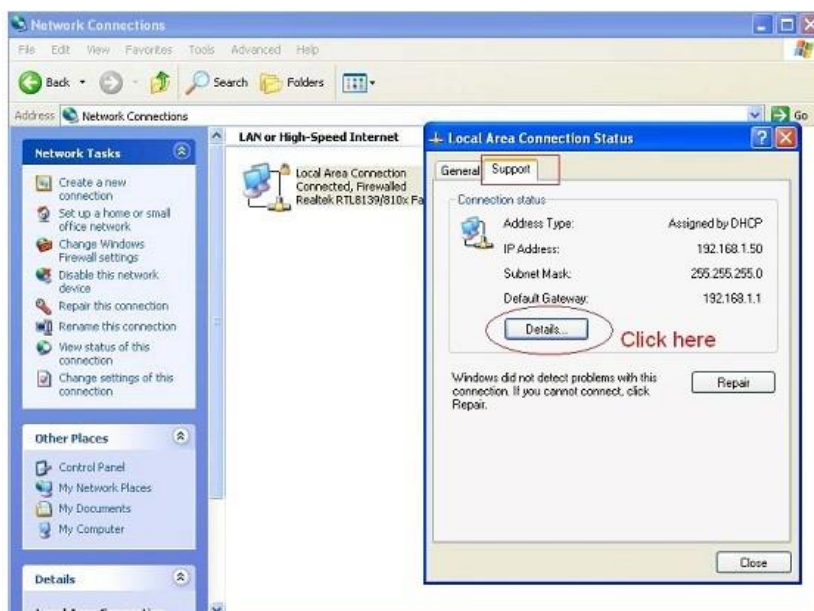 Network Connections
File Edit View Favorites Tools Advanced Help
Back Search Folders
Address Network Connections Go
Network Tasks
Create a new
connection
Set up a home or small
office network
Change Windows
Firewall settings
Disable this network
device
Repair this connection
Rename this connection
View status of this
connection
Change settings of this
connection
Other Places
Control Panel
My Network Places
My Documents
My Computer
Details
LAN or High-Speed Internet
Local Area Connection
Connected, Firewalled
Realtek RTL8139/810x Fa
Local Area Connection Status
General Support
Connection status
Address Type: Assigned by DHCP
IP Address: 192.168.1.50
Subnet Mask: 255.255.255.0
Default Gateway: 192.168.1.1
Details...
Click here
Windows did not detect problems with this
connection. If you cannot connect, click
Repair.
Repair
Close